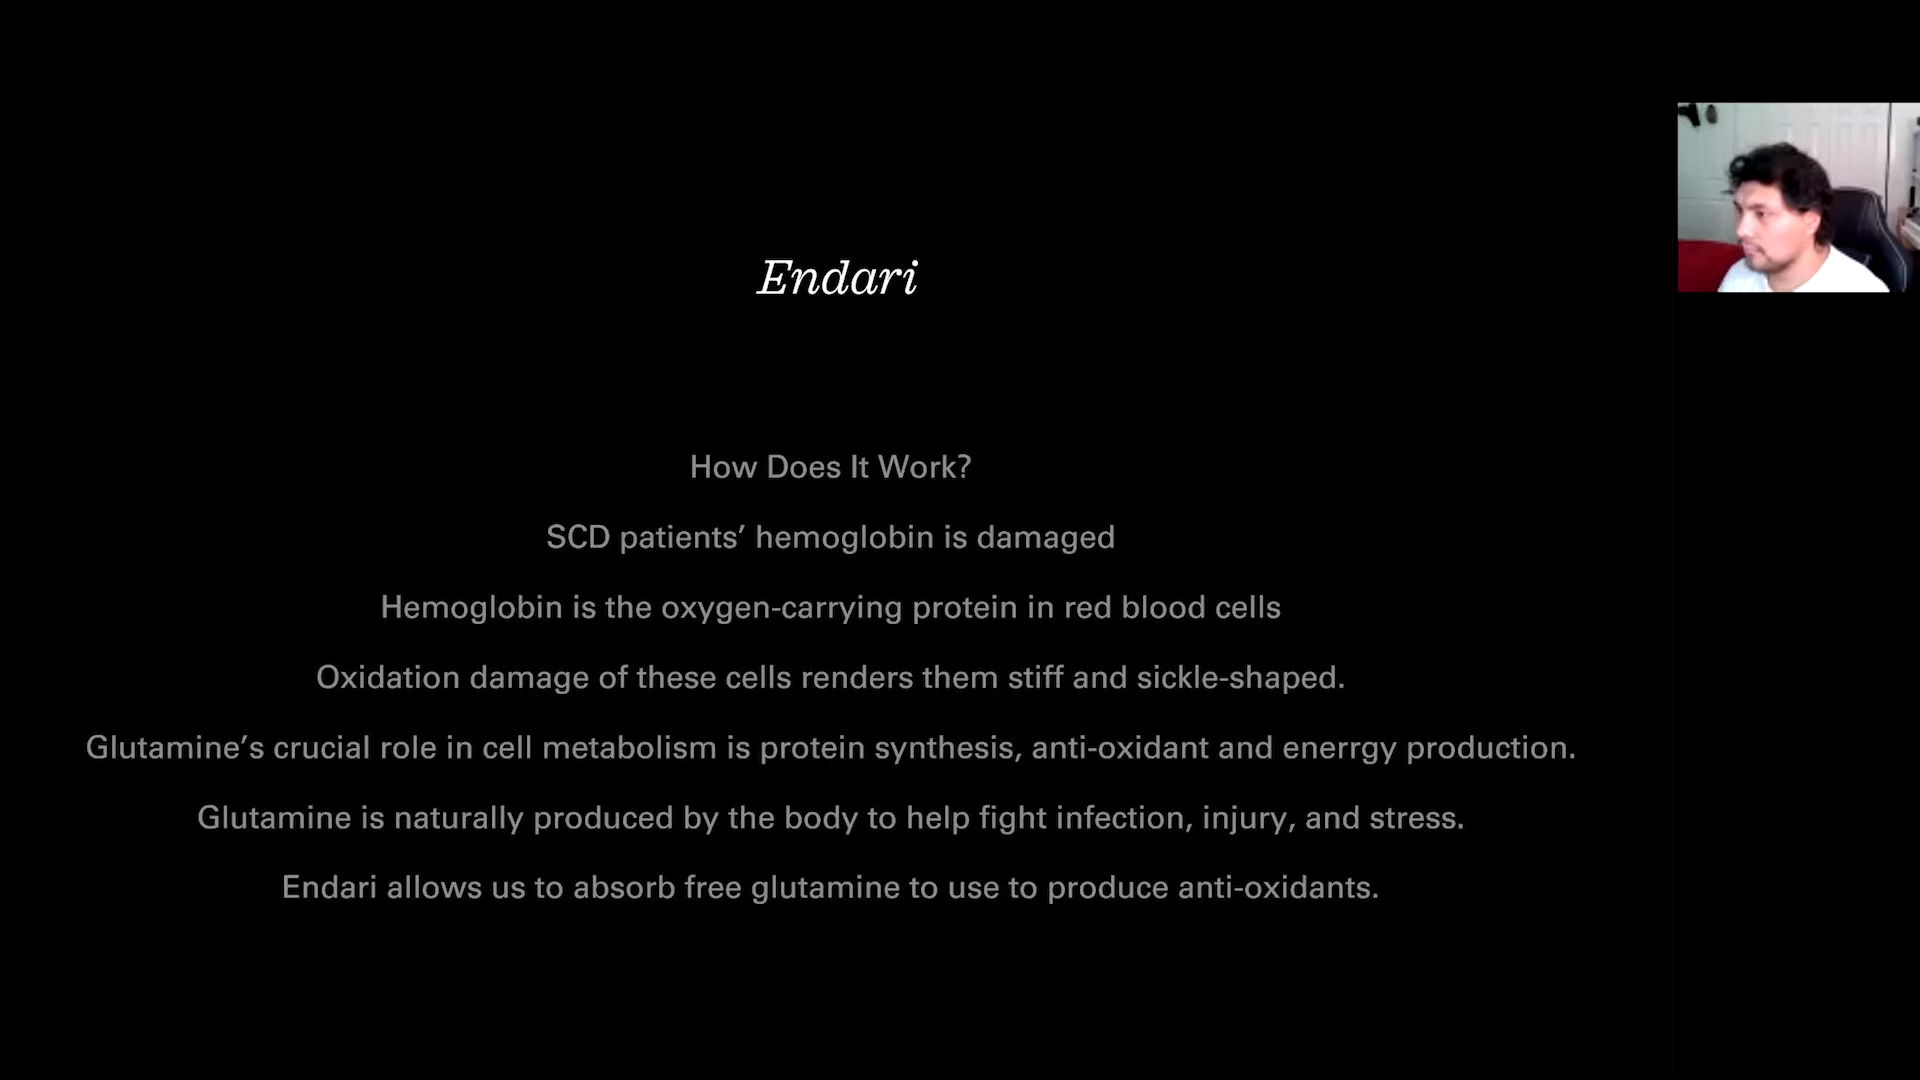 Endari
How Does It Work?
SCD patients’ hemoglobin is damaged
Hemoglobin is the oxygen-carrying protein in red blood cells
Oxidation damage of these cells renders them stiff and sickle-shaped.
Glutamine’s crucial role in cell metabolism is protein synthesis, anti-oxidant and enerrgy production.
Glutamine is naturally produced by the body to help fight infection, injury, and stress.
Endari allows us to absorb free glutamine to use to produce anti-oxidants.